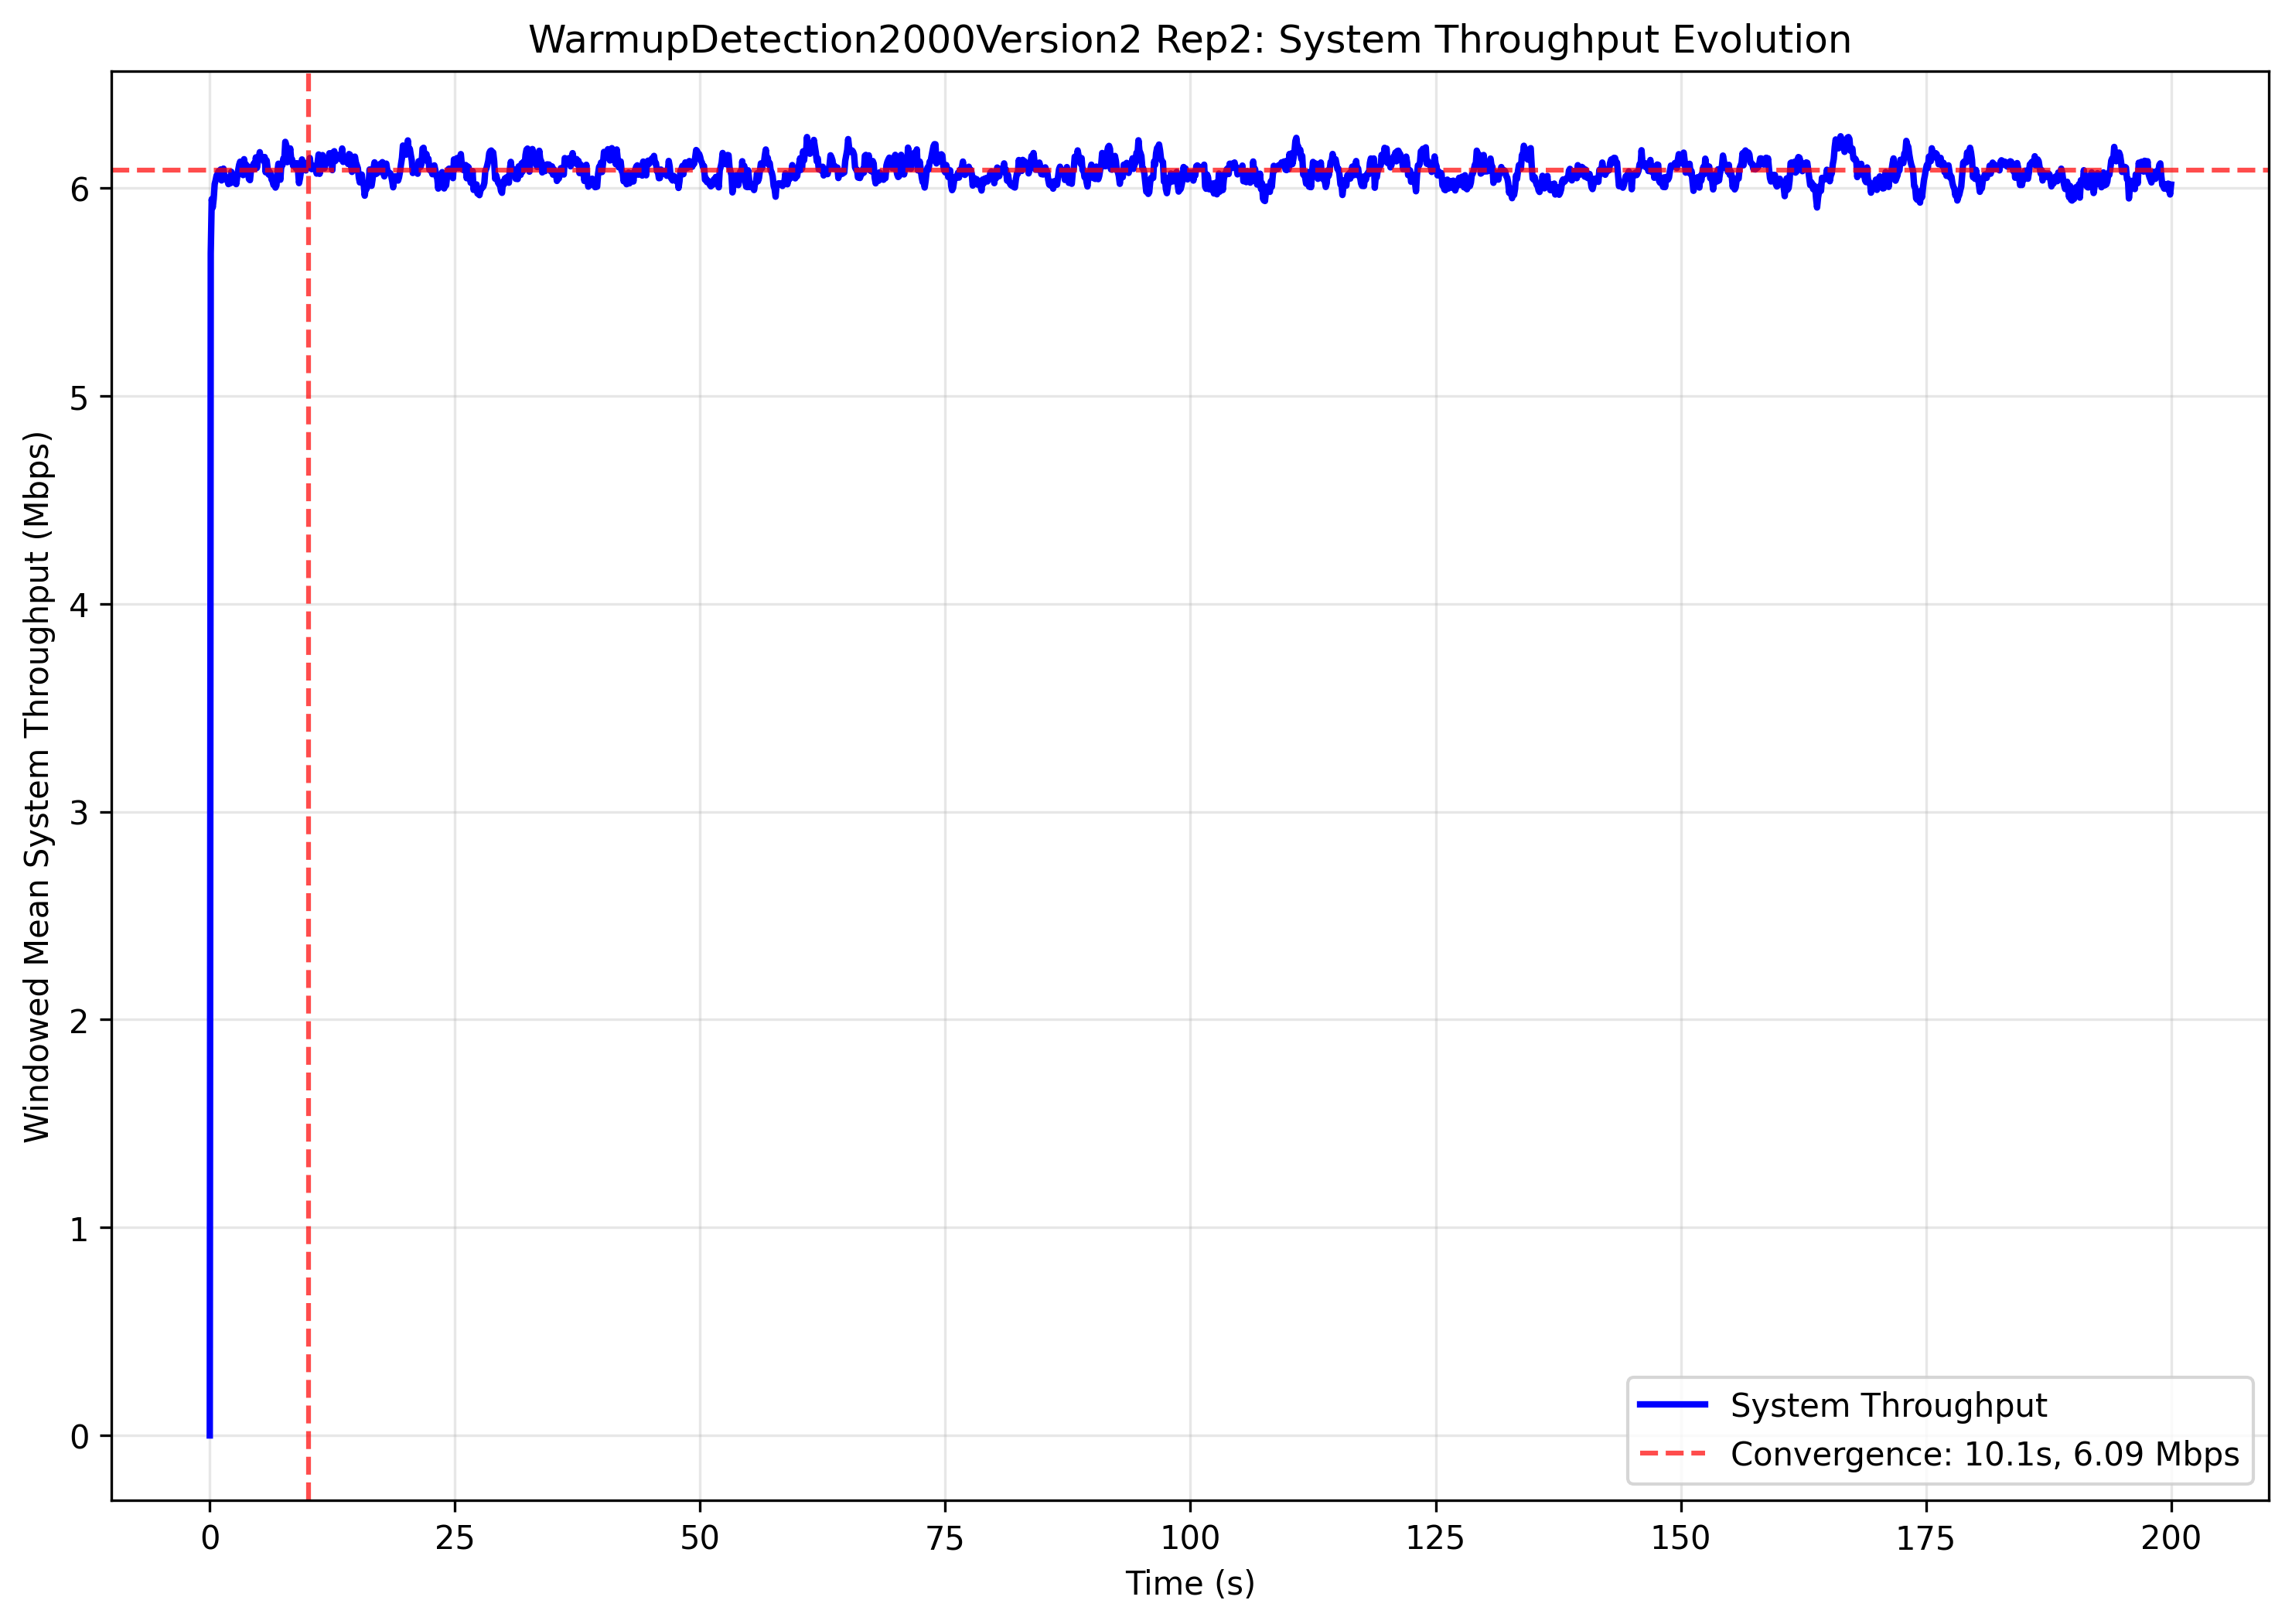 WarmupDetection2000Version2 Rep2: System Throughput Evolution
Windowed Mean System Throughput (Mbps)
6
5
4
3
2
1
0
0 25 50 75 100 125 150 175 200
Time (s)
System Throughput
Convergence: 10.1s, 6.09 Mbps